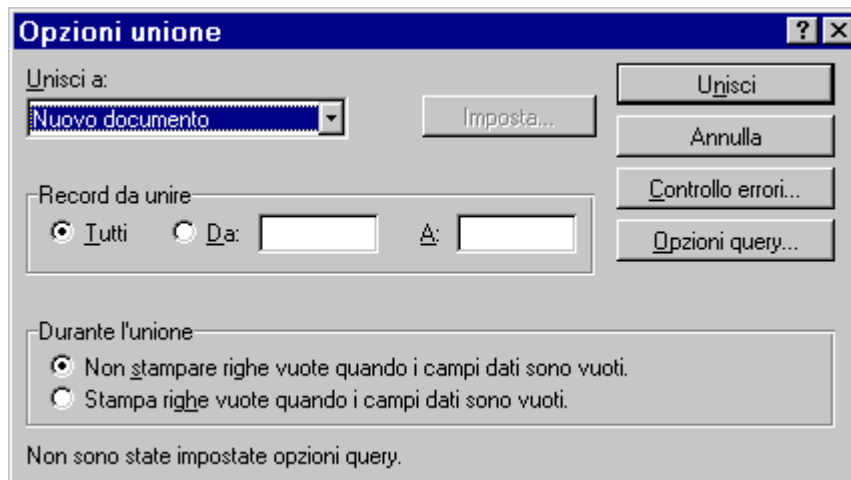 Opzioni unione
Unisci a:
Nuovo documento
Imposta...
Unisci
Annulla
Controllo errori...
Opzioni query...
Record da unire
Tutti Da: A:
Durante l'unione
Non stampare righe vuote quando i campi dati sono vuoti.
Stampa righe vuote quando i campi dati sono vuoti.
Non sono state impostate opzioni query.